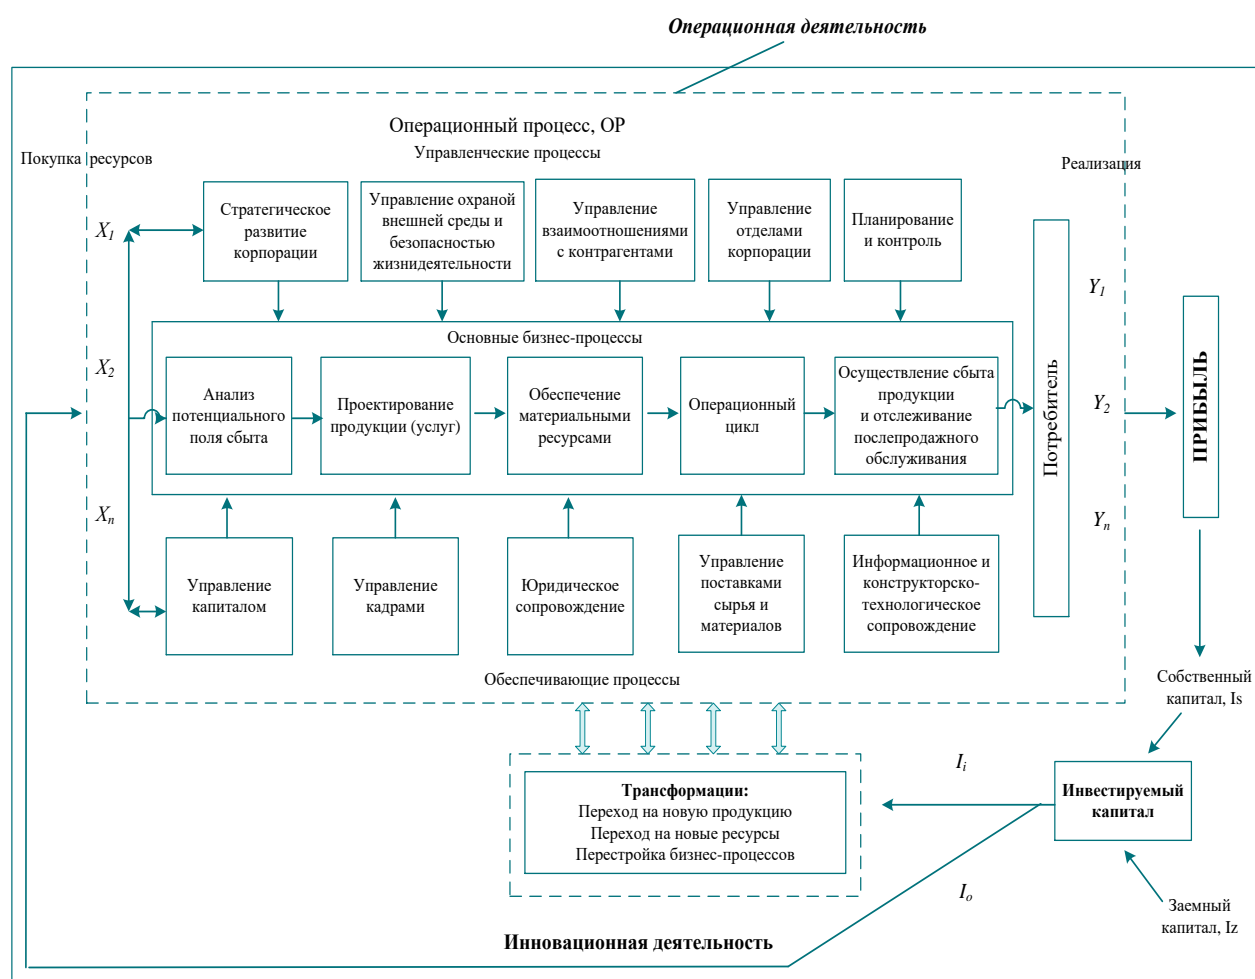 Операционная деятельность
Операционный процесс, ОР
Управленческие процессы
Покупка ресурсов
Реализация
X1
X2
Xn
Стратегическое
развитие
корпорации
Управление охраной
внешней среды и
безопасностью
жизнидеятельности
Управление
взаимоотношениями
с контрагентами
Управление
отделами
корпорации
Планирование
и контроль
Основные бизнес-процессы
Анализ
потенциального
поля сбыта
Проектирование
продукции (услуг)
Обеспечение
материальными
ресурсами
Операционный
цикл
Осуществление сбыта
продукции
и отслеживание
послепродажного
обслуживания
Потребитель
Y1
Y2
Yn
ПРИБЫЛЬ
Управление
капиталом
Управление
кадрами
Юридическое
сопровождение
Управление
поставками
сырья и
материалов
Информационное и
конструкторско-
технологическое
сопровождение
Обеспечивающие процессы
Собственный
капитал, Is
Трансформации:
Переход на новую продукцию
Переход на новые ресурсы
Перестройка бизнес-процессов
Ii
Инвестируемый
капитал
Io
Заемный
капитал, Iz
Инновационная деятельность